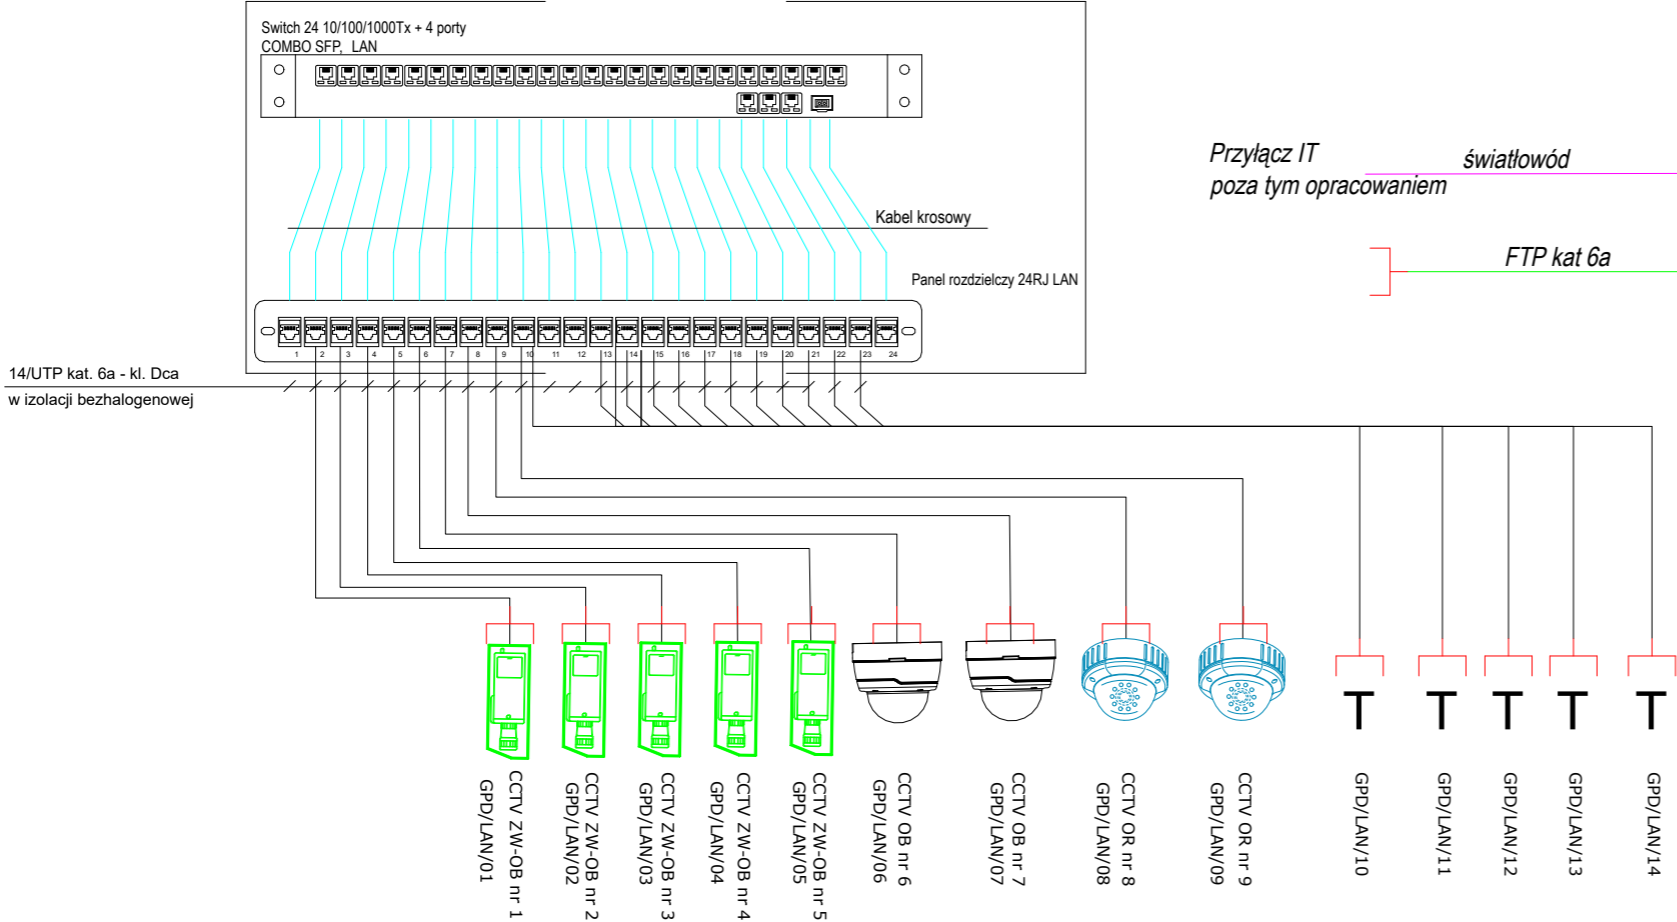 Switch 24 10/100/1000Tx + 4 porty
COMBO SFP, LAN
Przyłącz IT
poza tym opracowaniem
światłowód
Kabel krosowy
FTP kat 6a
Panel rozdzielczy 24RJ LAN
1 2 3 4 5 6 7 8 9 10 11 12 13 14 15 16 17 18 19 20 21 22 23 24
14/UTP kat. 6a - kl. Dca
w izolacji bezhalogenowej
T T T T T
CCTV ZW-OB nr 1
GPD/LAN/01
CCTV ZW-OB nr 2
GPD/LAN/02
CCTV ZW-OB nr 3
GPD/LAN/03
CCTV ZW-OB nr 4
GPD/LAN/04
CCTV ZW-OB nr 5
GPD/LAN/05
CCTV OB nr 6
GPD/LAN/06
CCTV OB nr 7
GPD/LAN/07
CCTV OR nr 8
GPD/LAN/08
CCTV OR nr 9
GPD/LAN/09
GPD/LAN/10
GPD/LAN/11
GPD/LAN/12
GPD/LAN/13
GPD/LAN/14